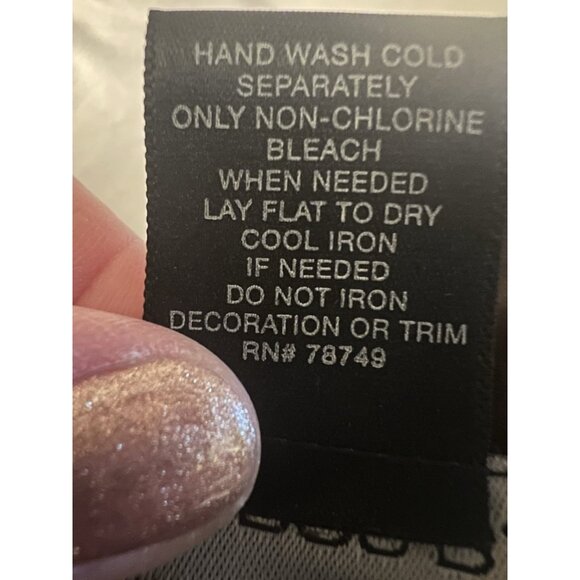 HAND WASH COLD
SEPARATELY
ONLY NON-CHLORINE
BLEACH
WHEN NEEDED
LAY FLAT TO DRY
COOL IRON
IF NEEDED
DO NOT IRON
DECORATION OR TRIM
RN# 78749